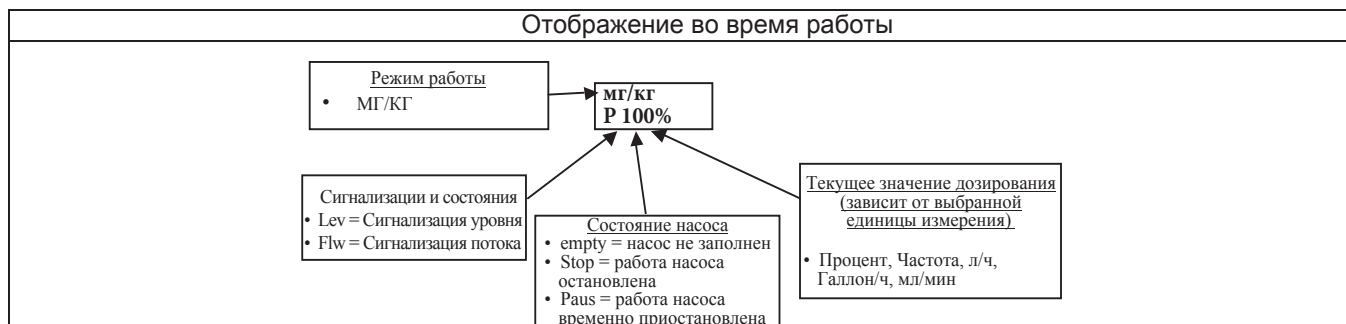 Отображение во время работы
Режим работы
• МГ/КГ
мг/кг
P 100%
Сигнализации и состояния
• Lev = Сигнализация уровня
• Flw = Сигнализация потока
Состояние насоса
• empty = насос не заполнен
• Stop = работа насоса
остановлена
• Paus = работа насоса
временно приостановлена
Текущее значение дозирования
(зависит от выбранной
единицы измерения)
• Процент, Частота, л/ч,
Галлон/ч, мл/мин